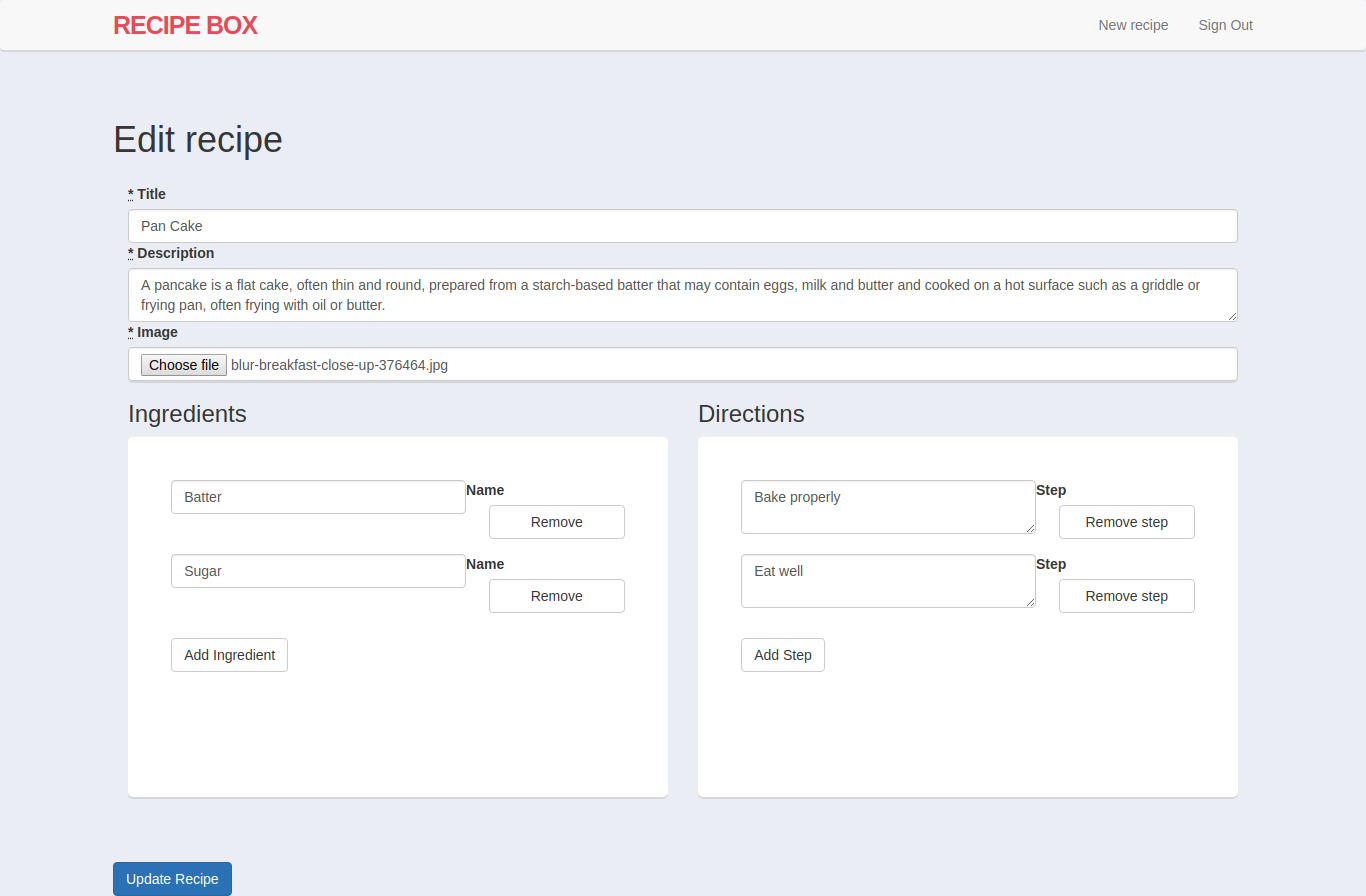 RECIPE BOX
New recipe
Sign Out
Edit recipe
* Title
Pan Cake
* Description
A pancake is a flat cake, often thin and round, prepared from a starch-based batter that may contain eggs, milk and butter and cooked on a hot surface such as a griddle or
frying pan, often frying with oil or butter.
* Image
Choose file blur-breakfast-close-up-376464.jpg
Ingredients
Batter
Name
Remove
Sugar
Name
Remove
Add Ingredient
Directions
Bake properly
Step
Remove step
Eat well
Step
Remove step
Add Step
Update Recipe